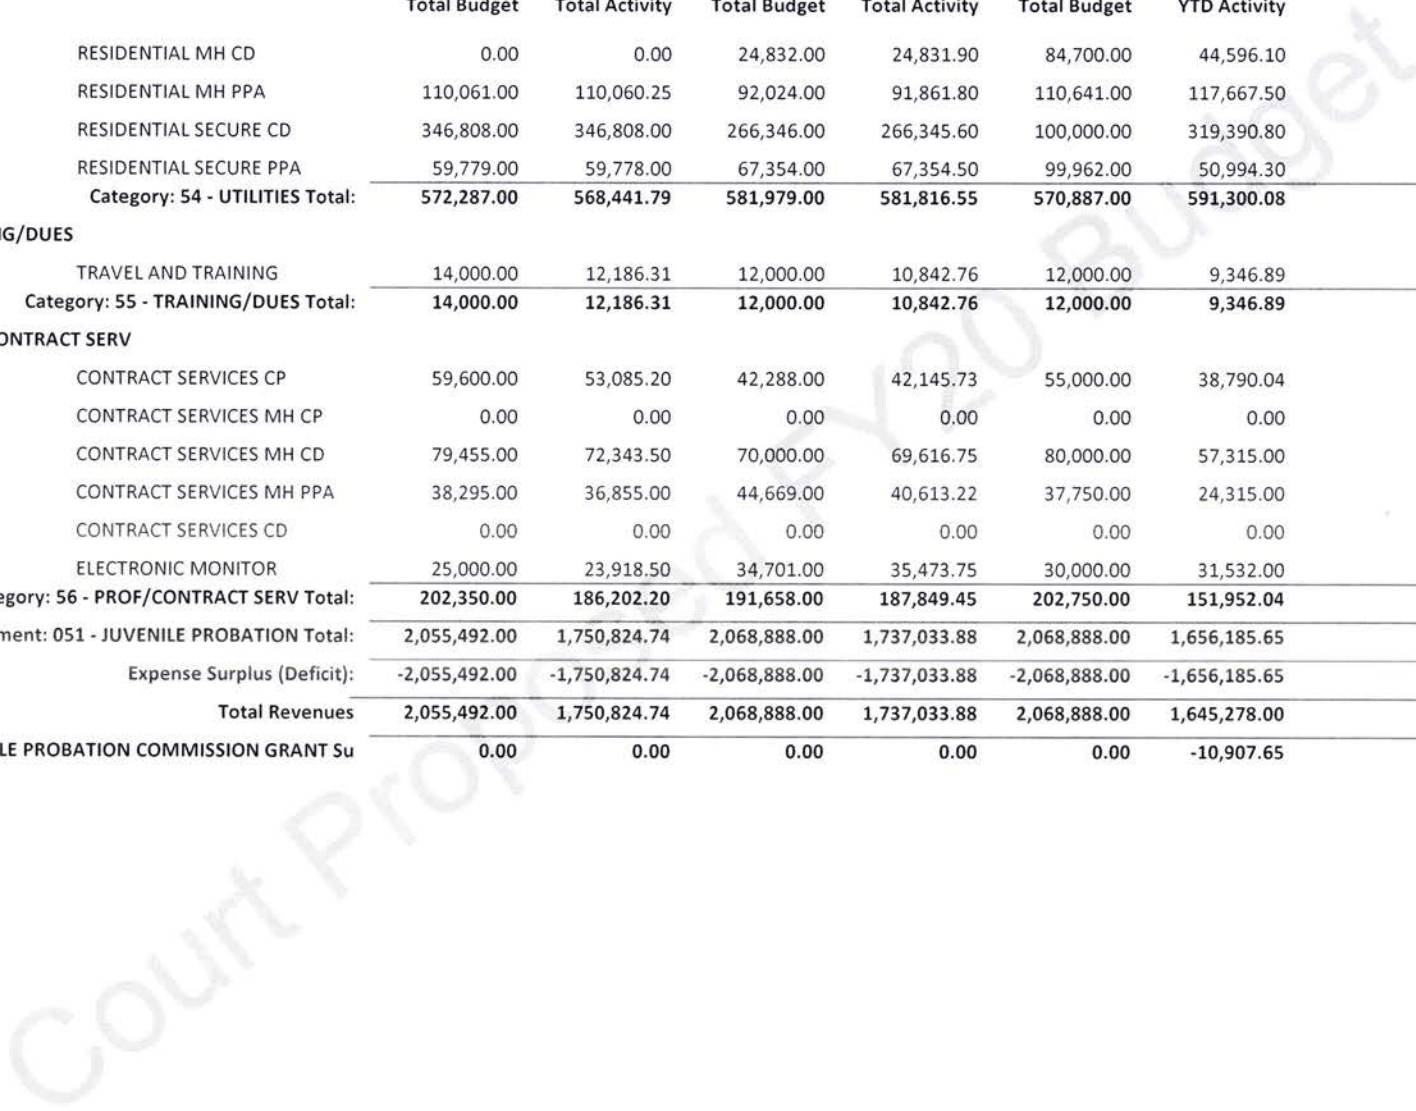 Total Budget Total Activity Total Budget Total Activity Total Budget YTD Activity
RESIDENTIAL MH CD 0.00 0.00 24,832.00 24,831.90 84,700.00 44,596.10
RESIDENTIAL MH PPA 110,061.00 110,060.25 92,024.00 91,861.80 110,641.00 117,667.50
RESIDENTIAL SECURE CD 346,808.00 346,808.00 266,346.00 266,345.60 100,000.00 319,390.80
RESIDENTIAL SECURE PPA 59,779.00 59,778.00 67,354.00 67,354.50 99,962.00 50,994.30
Category: 54 - UTILITIES Total: 572,287.00 568,441.79 581,979.00 581,816.55 570,887.00 591,300.08
IG/DUES
TRAVEL AND TRAINING 14,000.00 12,186.31 12,000.00 10,842.76 12,000.00 9,346.89
Category: 55 - TRAINING/DUES Total: 14,000.00 12,186.31 12,000.00 10,842.76 12,000.00 9,346.89
ONTRACT SERV
CONTRACT SERVICES CP 59,600.00 53,085.20 42,288.00 42,145.73 55,000.00 38,790.04
CONTRACT SERVICES MH CP 0.00 0.00 0.00 0.00 0.00 0.00
CONTRACT SERVICES MH CD 79,455.00 72,343.50 70,000.00 69,616.75 80,000.00 57,315.00
CONTRACT SERVICES MH PPA 38,295.00 36,855.00 44,669.00 40,613.22 37,750.00 24,315.00
CONTRACT SERVICES CD 0.00 0.00 0.00 0.00 0.00 0.00
ELECTRONIC MONITOR 25,000.00 23,918.50 34,701.00 35,473.75 30,000.00 31,532.00
egory: 56 - PROF/CONTRACT SERV Total: 202,350.00 186,202.20 191,658.00 187,849.45 202,750.00 151,952.04
ment: 051 - JUVENILE PROBATION Total: 2,055,492.00 1,750,824.74 2,068,888.00 1,737,033.88 2,068,888.00 1,656,185.65
Expense Surplus (Deficit): -2,055,492.00 -1,750,824.74 -2,068,888.00 -1,737,033.88 -2,068,888.00 -1,656,185.65
Total Revenues 2,055,492.00 1,750,824.74 2,068,888.00 1,737,033.88 2,068,888.00 1,645,278.00
LE PROBATION COMMISSION GRANT Su 0.00 0.00 0.00 0.00 0.00 -10,907.65
Court Proposed FY20 Budget